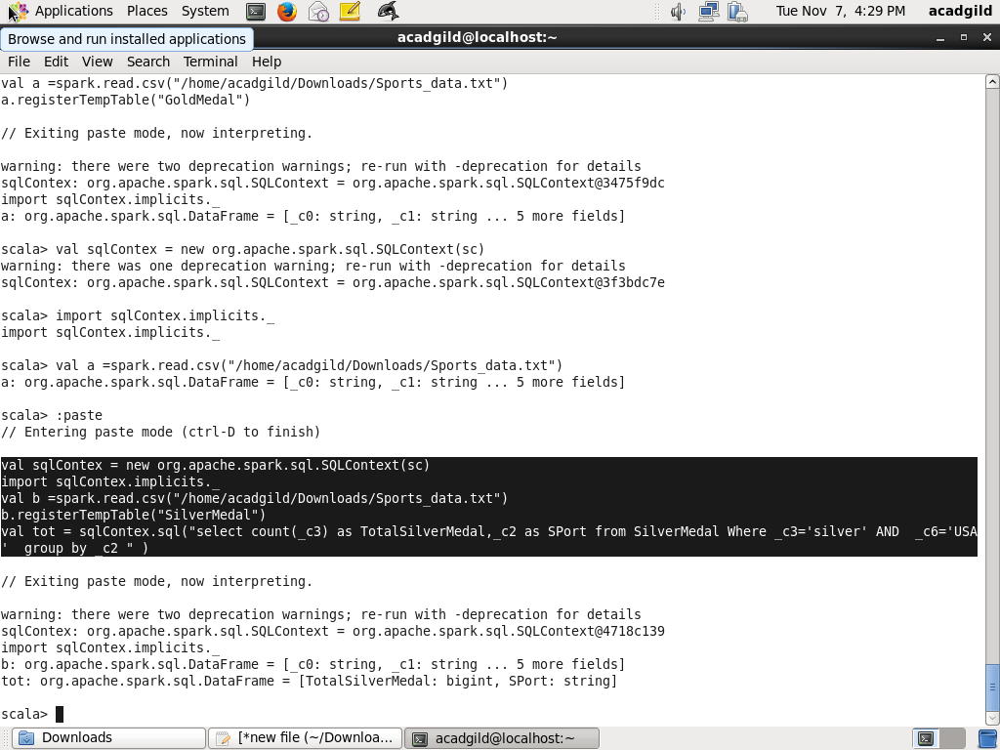 Applications Places System Tue Nov 7, 4:29 PM acadgild
Browse and run installed applications
acadgild@localhost:~
File Edit View Search Terminal Help
val a =spark.read.csv("/home/acadgild/Downloads/Sports_data.txt")
a.registerTempTable("GoldMedal")
// Exiting paste mode, now interpreting.
warning: there were two deprecation warnings; re-run with -deprecation for details
sqlContex: org.apache.spark.sql.SQLContext = org.apache.spark.sql.SQLContext@3475f9dc
import sqlContex.implicits._
a: org.apache.spark.sql.DataFrame = [_c0: string, _c1: string ... 5 more fields]
scala> val sqlContex = new org.apache.spark.sql.SQLContext(sc)
warning: there was one deprecation warning; re-run with -deprecation for details
sqlContex: org.apache.spark.sql.SQLContext = org.apache.spark.sql.SQLContext@3f3bdc7e
scala> import sqlContex.implicits._
import sqlContex.implicits._
scala> val a =spark.read.csv("/home/acadgild/Downloads/Sports_data.txt")
a: org.apache.spark.sql.DataFrame = [_c0: string, _c1: string ... 5 more fields]
scala> :paste
// Entering paste mode (ctrl-D to finish)
val sqlContex = new org.apache.spark.sql.SQLContext(sc)
import sqlContex.implicits._
val b =spark.read.csv("/home/acadgild/Downloads/Sports_data.txt")
b.registerTempTable("SilverMedal")
val tot = sqlContex.sql("select count(_c3) as TotalSilverMedal,_c2 as SPort from SilverMedal Where _c3='silver' AND  _c6='USA
'  group by _c2 " )
// Exiting paste mode, now interpreting.
warning: there were two deprecation warnings; re-run with -deprecation for details
sqlContex: org.apache.spark.sql.SQLContext = org.apache.spark.sql.SQLContext@4718c139
import sqlContex.implicits._
b: org.apache.spark.sql.DataFrame = [_c0: string, _c1: string ... 5 more fields]
tot: org.apache.spark.sql.DataFrame = [TotalSilverMedal: bigint, SPort: string]
scala>
Downloads [*new file (~/Downloa... acadgild@localhost:~